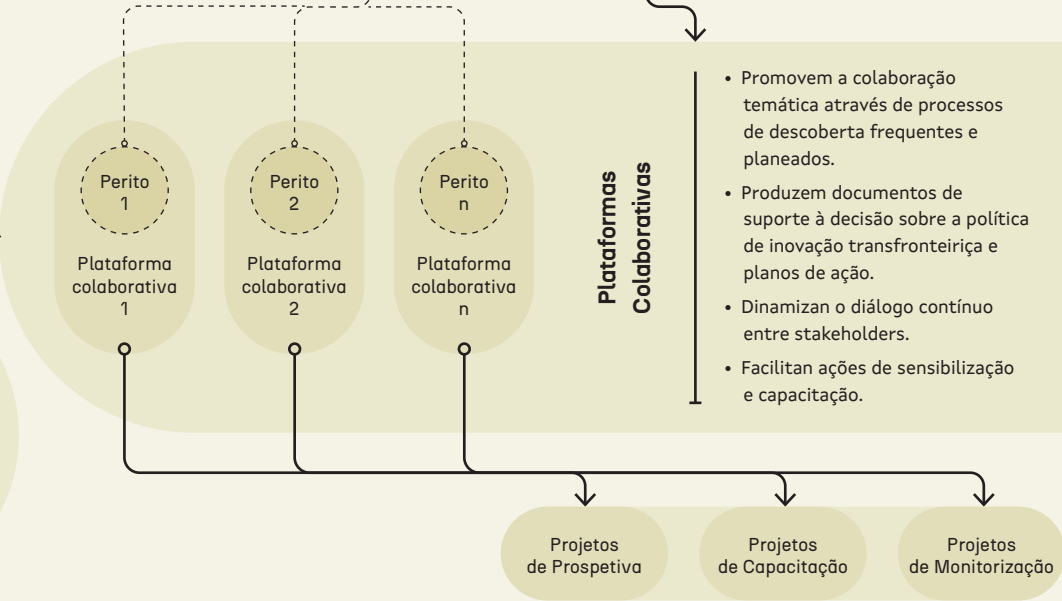 Perito
1
Plataforma
colaborativa
1
Perito
2
Plataforma
colaborativa
2
Perito
n
Plataforma
colaborativa
n
Plataformas
Colaborativas
• Promovem a colaboração
temática através de processos
de descoberta frequentes e
planeados.
• Produzem documentos de
suporte à decisão sobre a política
de inovação transfronteiriça e
planos de ação.
• Dinamizan o diálogo contínuo
entre stakeholders.
• Facilitan ações de sensibilização
e capacitação.
Projetos
de Prospetiva
Projetos
de Capacitação
Projetos
de Monitorização